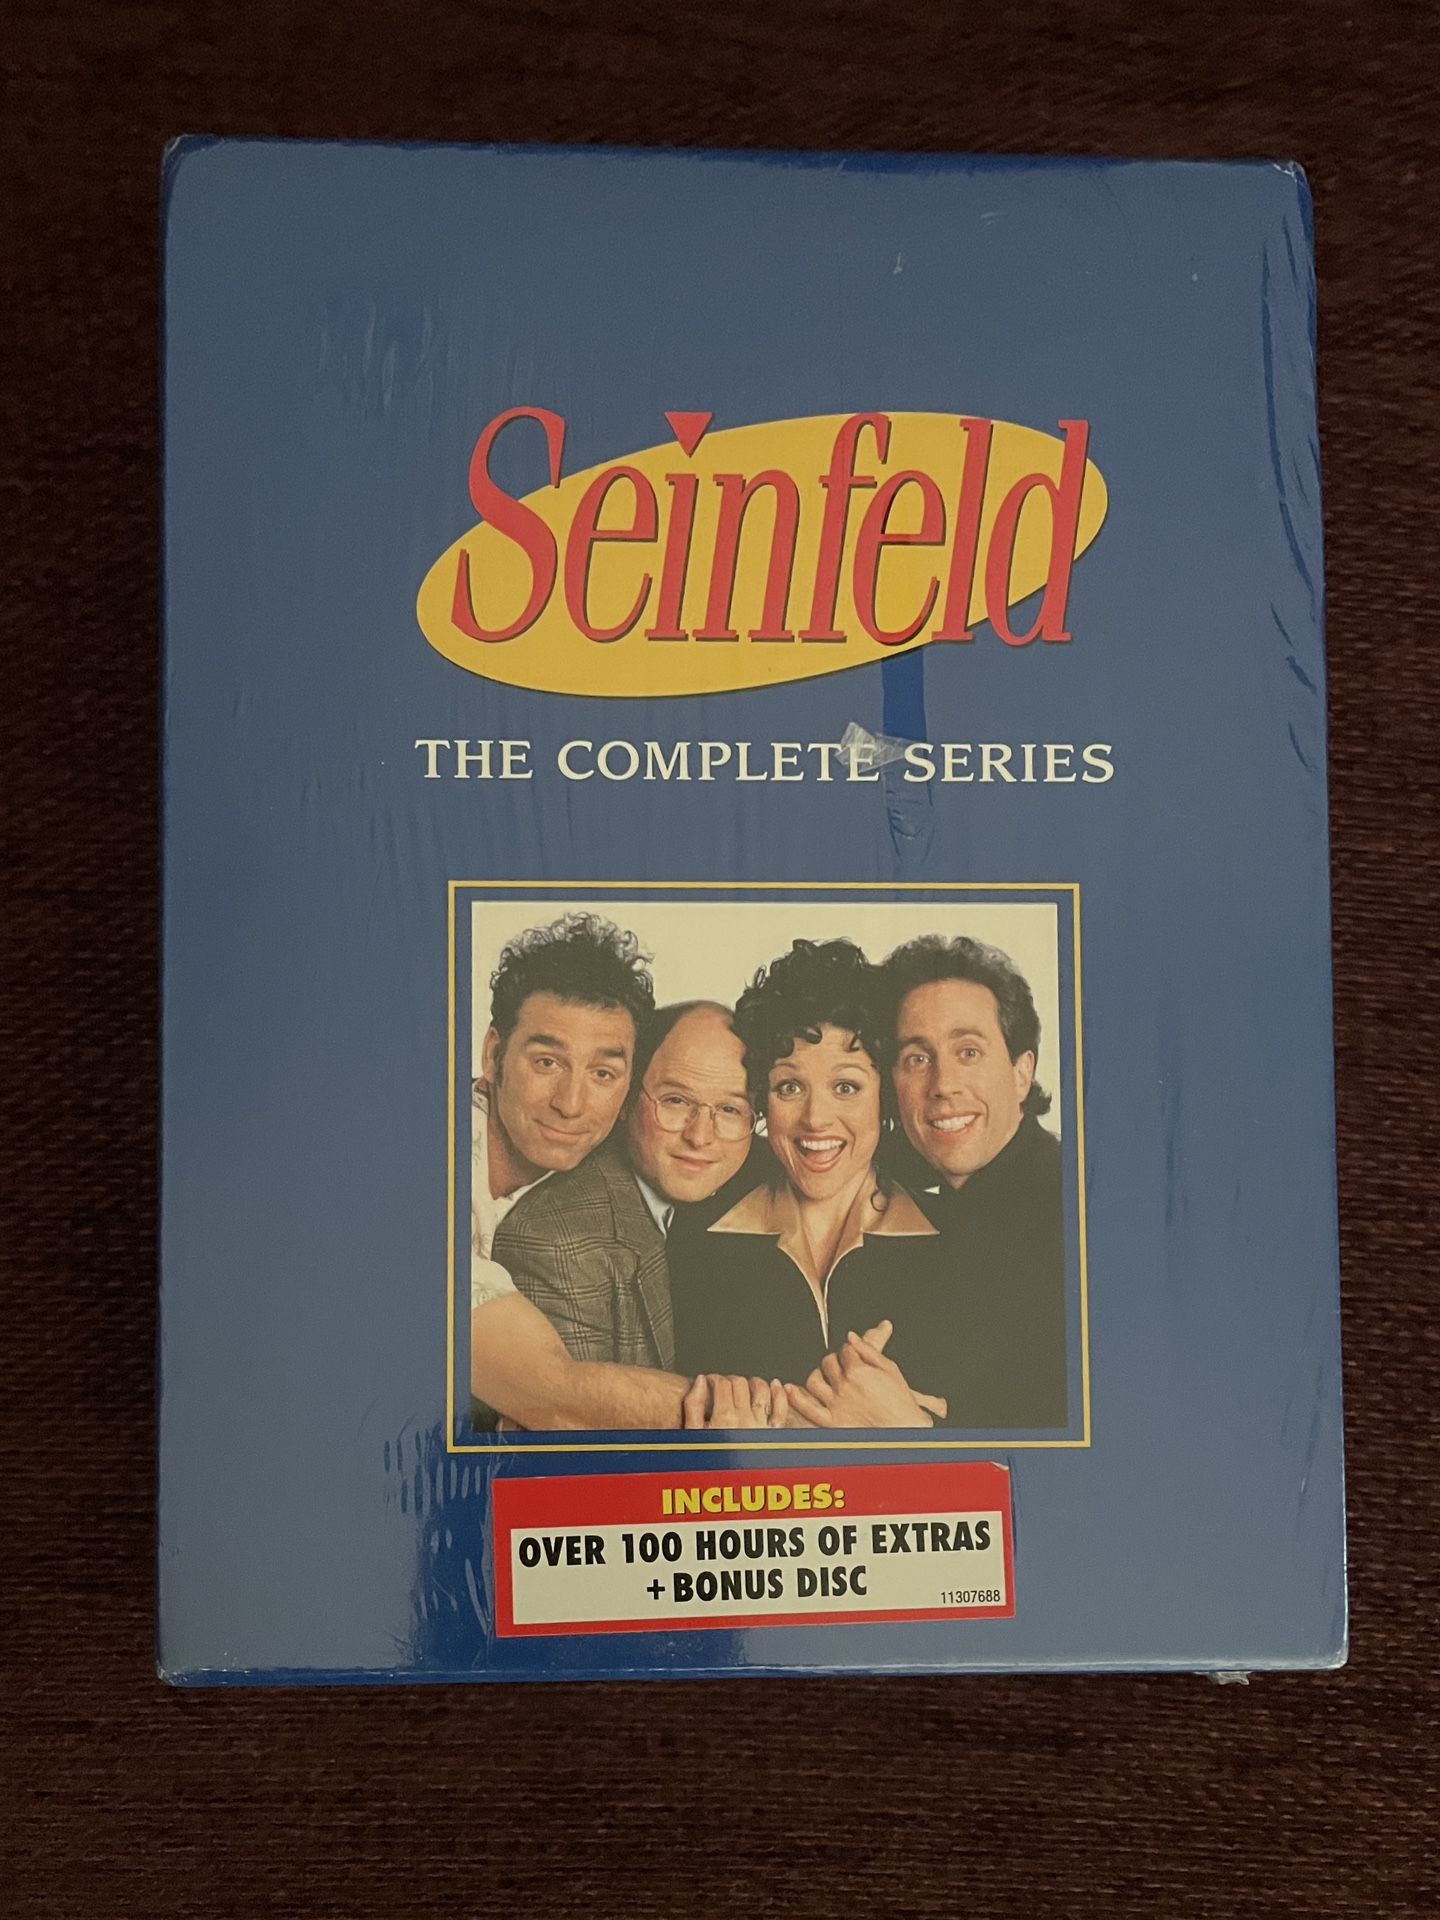 Seinfeld
THE COMPLETE SERIES
INCLUDES:
OVER 100 HOURS OF EXTRAS
+BONUS DISC
11307688